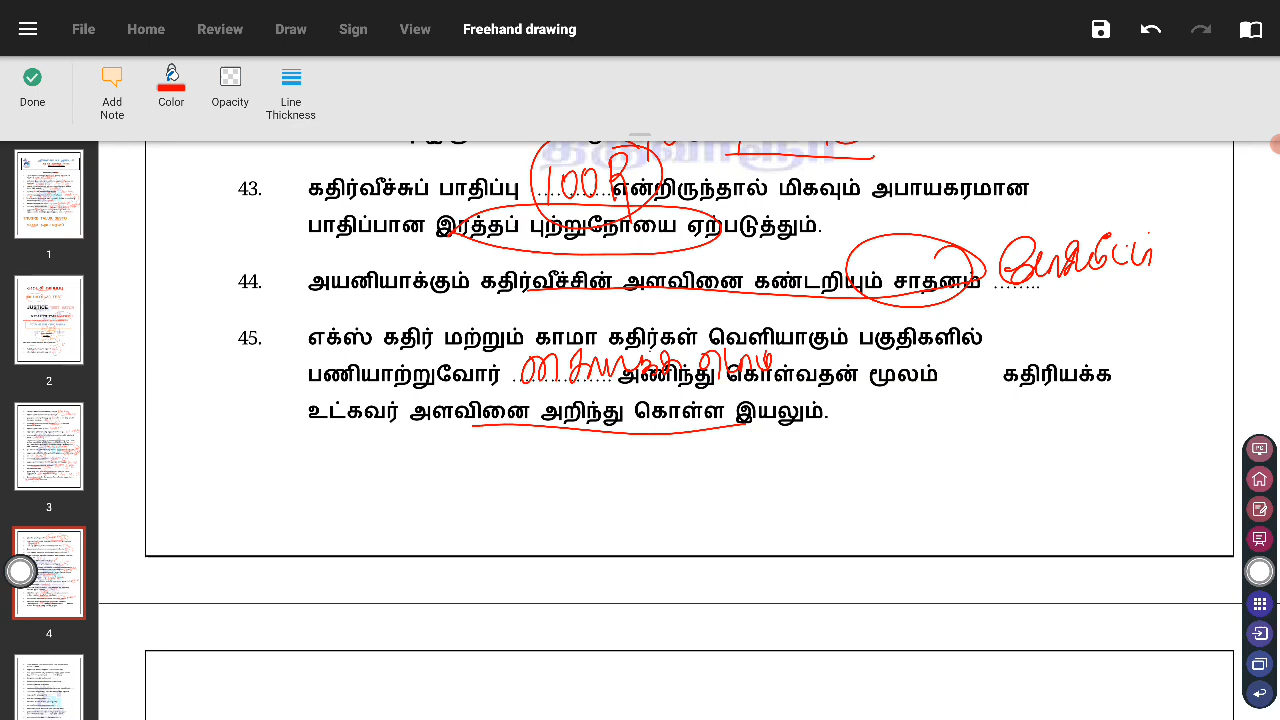 File Home Review Draw Sign View Freehand drawing
Done Add Note Color Opacity Line Thickness
திருவாரூர்
43. கதிர்வீச்சுப் பாதிப்பு ............என்றிருந்தால் மிகவும் அபாயகரமான
100R
பாதிப்பான இரத்தப் புற்றுநோயை ஏற்படுத்தும்.
44. அயனியாக்கும் கதிர்வீச்சின் அளவினை கண்டறியும் சாதனம் ........
45. எக்ஸ் கதிர் மற்றும் காமா கதிர்கள் வெளியாகும் பகுதிகளில்
பணியாற்றுவோர் ............... அணிந்து கொள்வதன் மூலம் கதிரியக்க
உட்கவர் அளவினை அறிந்து கொள்ள இயலும்.
1
2
3
4